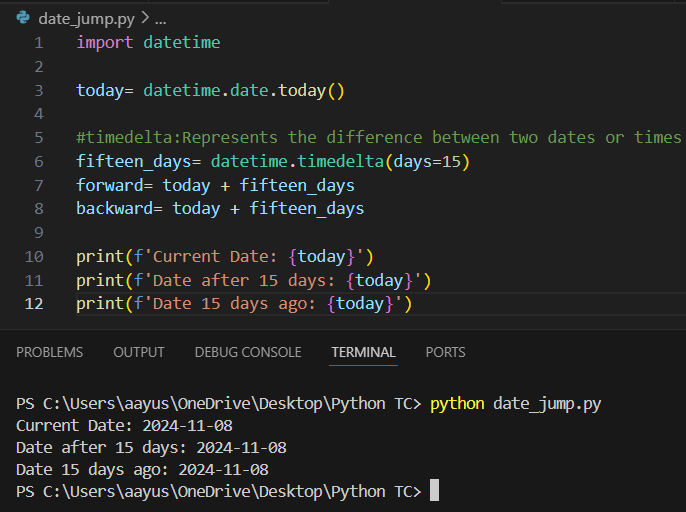 date_jump.py > ...
1 import datetime
2
3 today= datetime.date.today()
4
5 #timedelta:Represents the difference between two dates or times
6 fifteen_days= datetime.timedelta(days=15)
7 forward= today + fifteen_days
8 backward= today + fifteen_days
9
10 print(f'Current Date: {today}')
11 print(f'Date after 15 days: {today}')
12 print(f'Date 15 days ago: {today}')
PROBLEMS OUTPUT DEBUG CONSOLE TERMINAL PORTS
PS C:\Users\aayus\OneDrive\Desktop\Python TC> python date_jump.py
Current Date: 2024-11-08
Date after 15 days: 2024-11-08
Date 15 days ago: 2024-11-08
PS C:\Users\aayus\OneDrive\Desktop\Python TC>